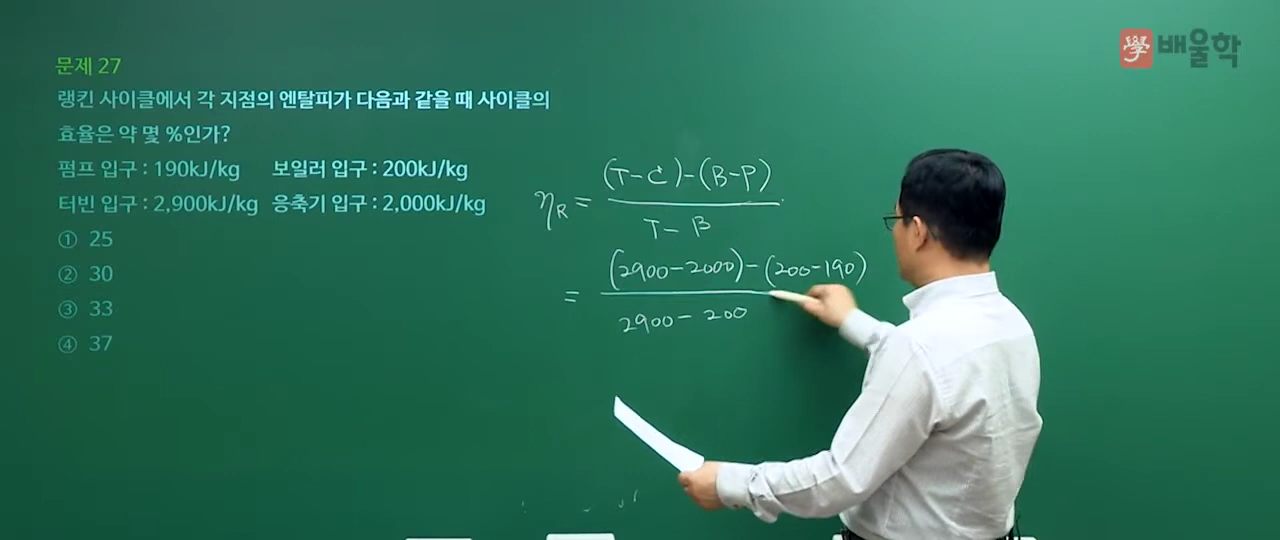 學 배울학
문제 27
랭킨 사이클에서 각 지점의 엔탈피가 다음과 같을 때 사이클의
효율은 약 몇 %인가?
펌프 입구 : 190kJ/kg 보일러 입구 : 200kJ/kg
터빈 입구 : 2,900kJ/kg 응축기 입구 : 2,000kJ/kg
① 25
② 30
③ 33
④ 37
ηR = (T-C)-(B-P)
T-B
= (2900-2000)-(200-190)
2900-200